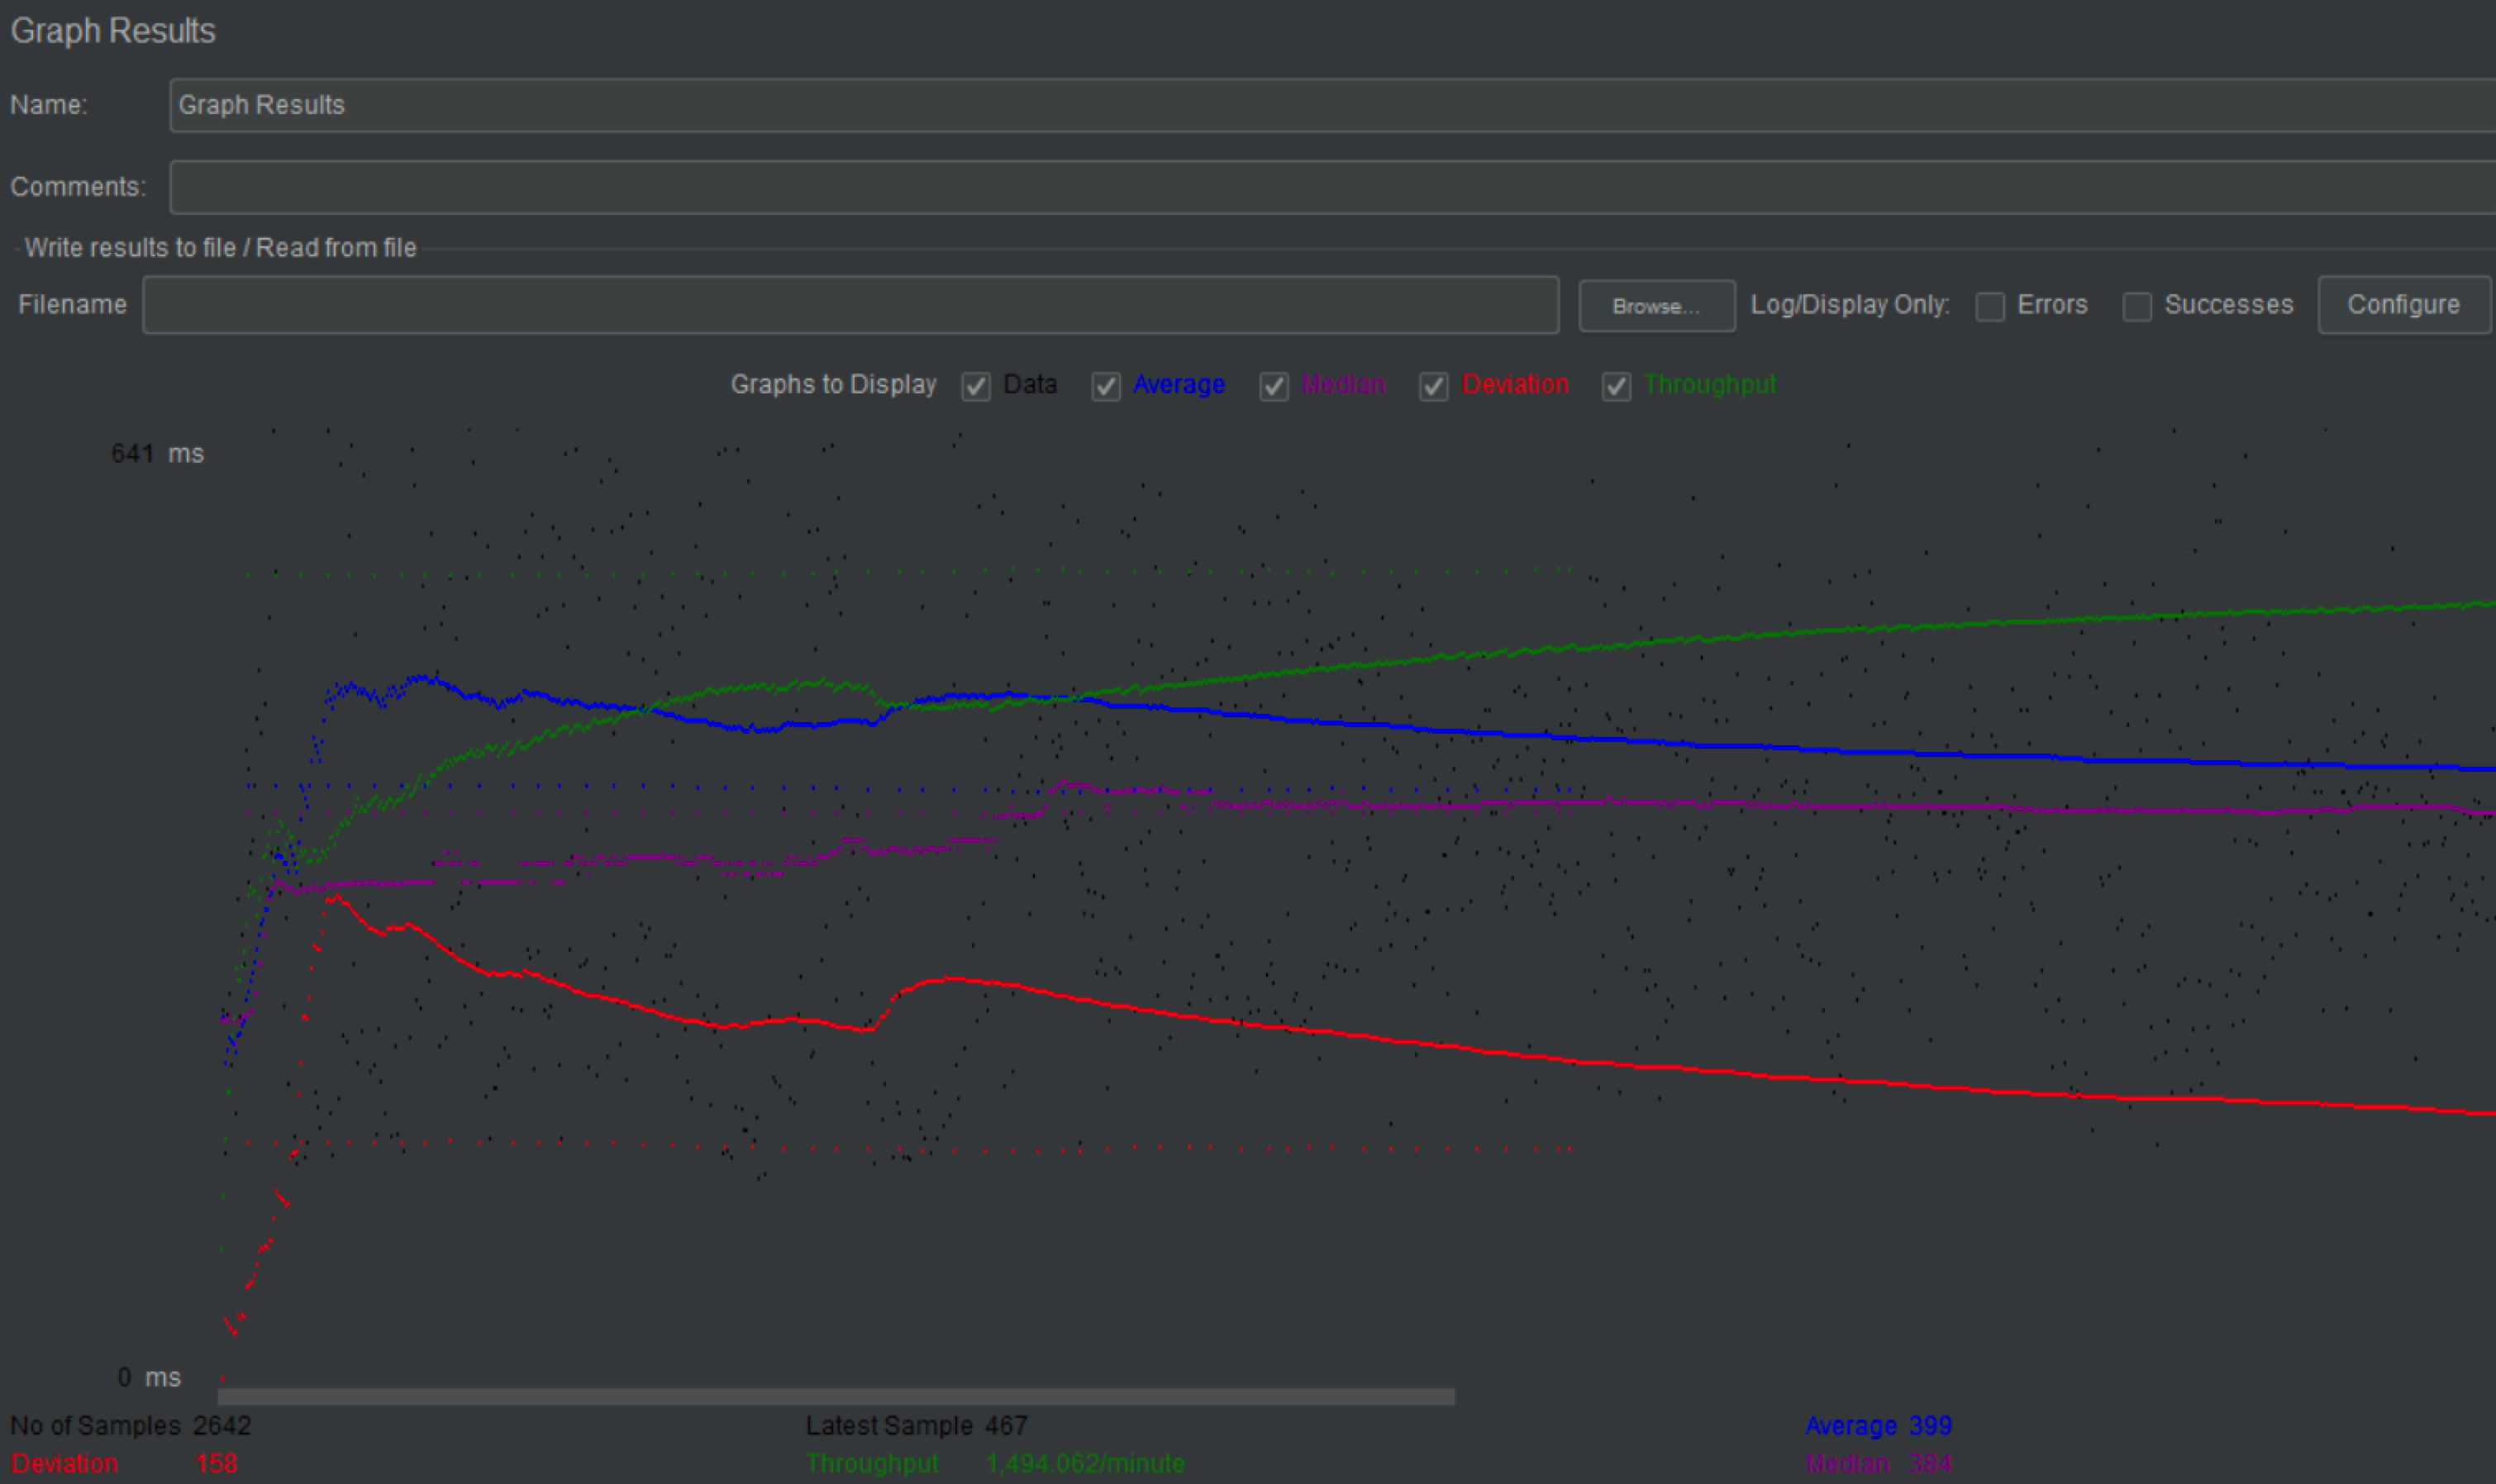 Graph Results
Name: Graph Results
Comments:
Write results to file / Read from file
Filename Browse... Log/Display Only: Errors Successes Configure
Graphs to Display Data Average Median Deviation Throughput
641 ms
0 ms
No of Samples 2642 Latest Sample 467 Average 399
Deviation 158 Throughput 1,494.062/minute Median 384